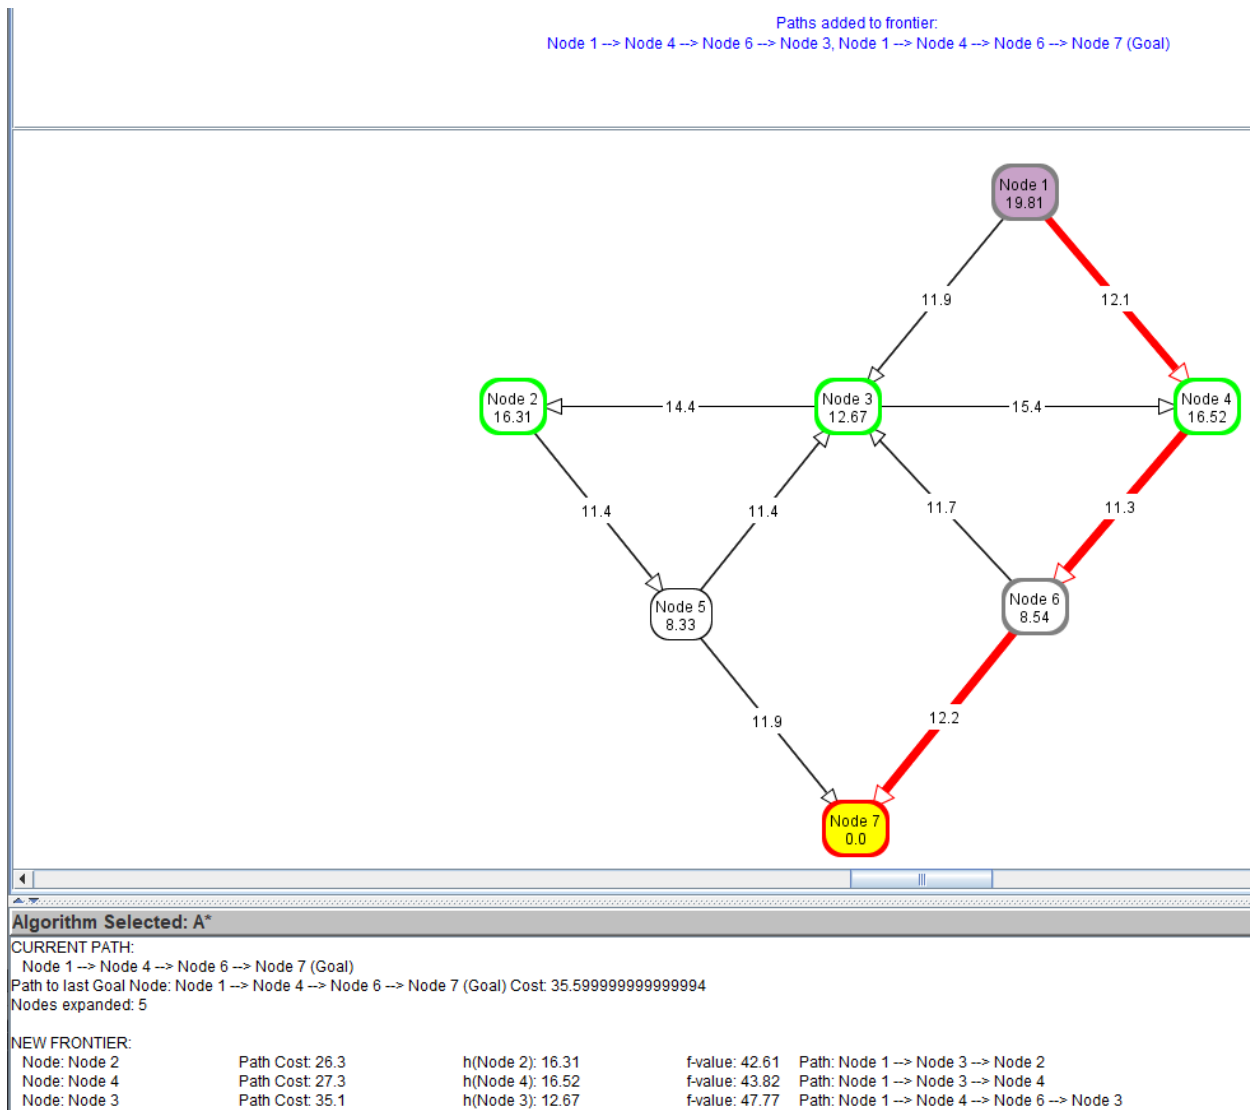 Paths added to frontier:
Node 1 --> Node 4 --> Node 6 --> Node 3, Node 1 --> Node 4 --> Node 6 --> Node 7 (Goal)
Node 1
19.81
11.9
12.1
Node 2
16.31
14.4
Node 3
12.67
15.4
Node 4
16.52
11.4
11.4
11.7
11.3
Node 5
8.33
Node 6
8.54
11.9
12.2
Node 7
0.0
Algorithm Selected: A*
CURRENT PATH:
Node 1 --> Node 4 --> Node 6 --> Node 7 (Goal)
Path to last Goal Node: Node 1 --> Node 4 --> Node 6 --> Node 7 (Goal) Cost: 35.599999999999994
Nodes expanded: 5
NEW FRONTIER:
Node: Node 2 Path Cost: 26.3 h(Node 2): 16.31 f-value: 42.61 Path: Node 1 --> Node 3 --> Node 2
Node: Node 4 Path Cost: 27.3 h(Node 4): 16.52 f-value: 43.82 Path: Node 1 --> Node 3 --> Node 4
Node: Node 3 Path Cost: 35.1 h(Node 3): 12.67 f-value: 47.77 Path: Node 1 --> Node 4 --> Node 6 --> Node 3